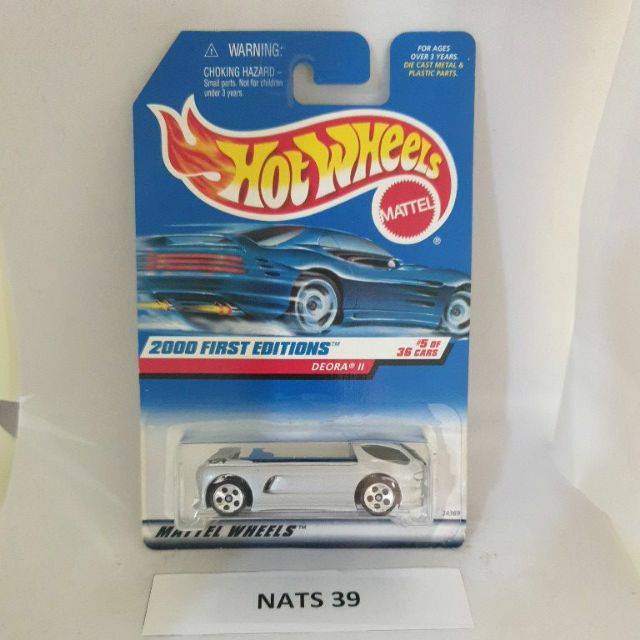 ⚠ WARNING:
CHOKING HAZARD –
Small parts. Not for children
under 3 years.
FOR AGES
OVER 3 YEARS.
DIE CAST METAL &
PLASTIC PARTS.
HOT WHEELS
MATTEL
®
2000 FIRST EDITIONS™
#5 OF
36 CARS
DEORA® II
24369
MATTEL WHEELS™
NATS 39